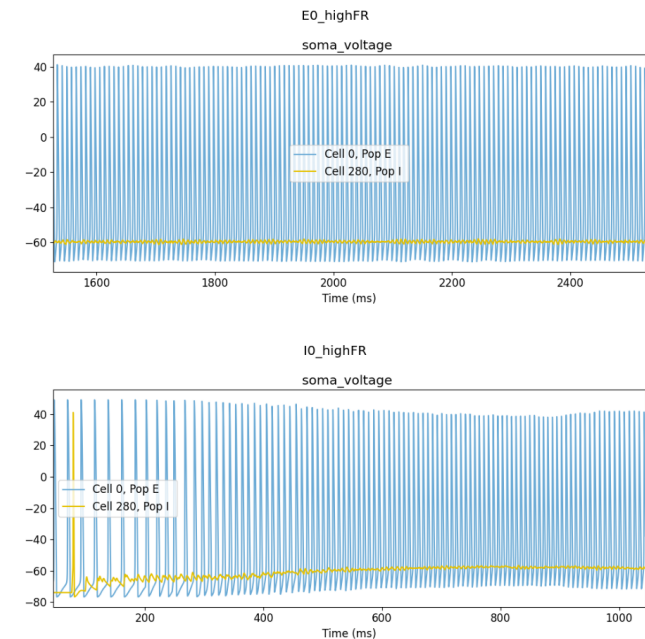 E0_highFR
soma_voltage
40
20
0
−20
−40
−60
Cell 0, Pop E
Cell 280, Pop I
1600 1800 2000 2200 2400
Time (ms)
I0_highFR
soma_voltage
40
20
0
−20
−40
−60
−80
Cell 0, Pop E
Cell 280, Pop I
200 400 600 800 1000
Time (ms)